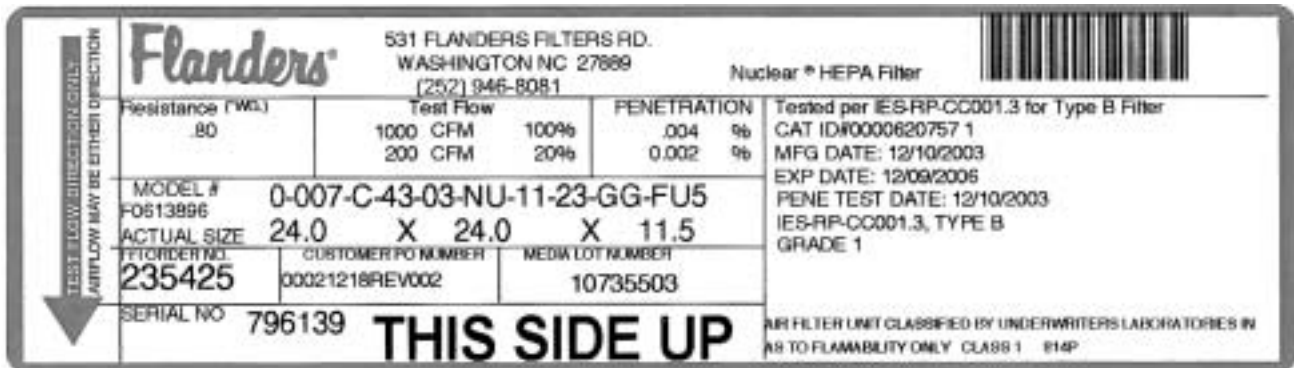 TEST FLOW DIRECTION ONLY
AIRFLOW MAY BE EITHER DIRECTION
Flanders®
531 FLANDERS FILTERS RD.
WASHINGTON NC 27889
(252) 946-8081
Nuclear ® HEPA Filter
Resistance ("WG.)
.80
Test Flow
1000 CFM 100%
200 CFM 20%
PENETRATION
.004 %
0.002 %
Tested per IES-RP-CC001.3 for Type B Filter
CAT ID#0000620757 1
MFG DATE: 12/10/2003
EXP DATE: 12/09/2006
PENE TEST DATE: 12/10/2003
IES-RP-CC001.3, TYPE B
GRADE 1
MODEL # 0-007-C-43-03-NU-11-23-GG-FU5
F0613896
ACTUAL SIZE 24.0 X 24.0 X 11.5
FFI ORDER NO.
235425
CUSTOMER PO NUMBER
00021218REV002
MEDIA LOT NUMBER
10735503
SERIAL NO 796139
THIS SIDE UP
AIR FILTER UNIT CLASSIFIED BY UNDERWRITERS LABORATORIES IN
AS TO FLAMABILITY ONLY CLASS 1 814P